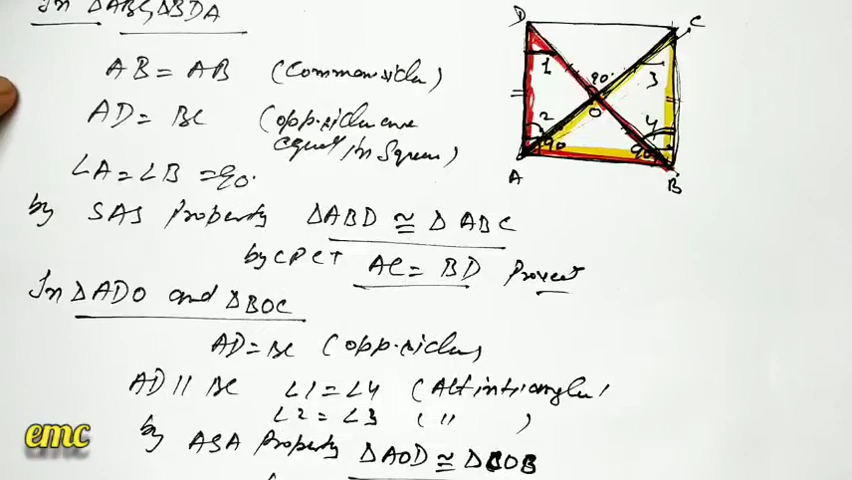 In ΔABC, ΔBDA
AB = AB (Common side)
AD = BC (opp. sides are
equal in Square)
∠A = ∠B = 90°
by SAS Property ΔABD ≅ Δ ABC
by CPCT AC = BD Proved
In ΔADO and ΔBOC
AD = BC (opp. sides)
AD || BC ∠1 = ∠4 (Alt int. angles)
∠2 = ∠3 ( " )
by ASA Property ΔAOD ≅ ΔCOB
D
C
1
90°
3
O
2
4
90
90
A
B
emc